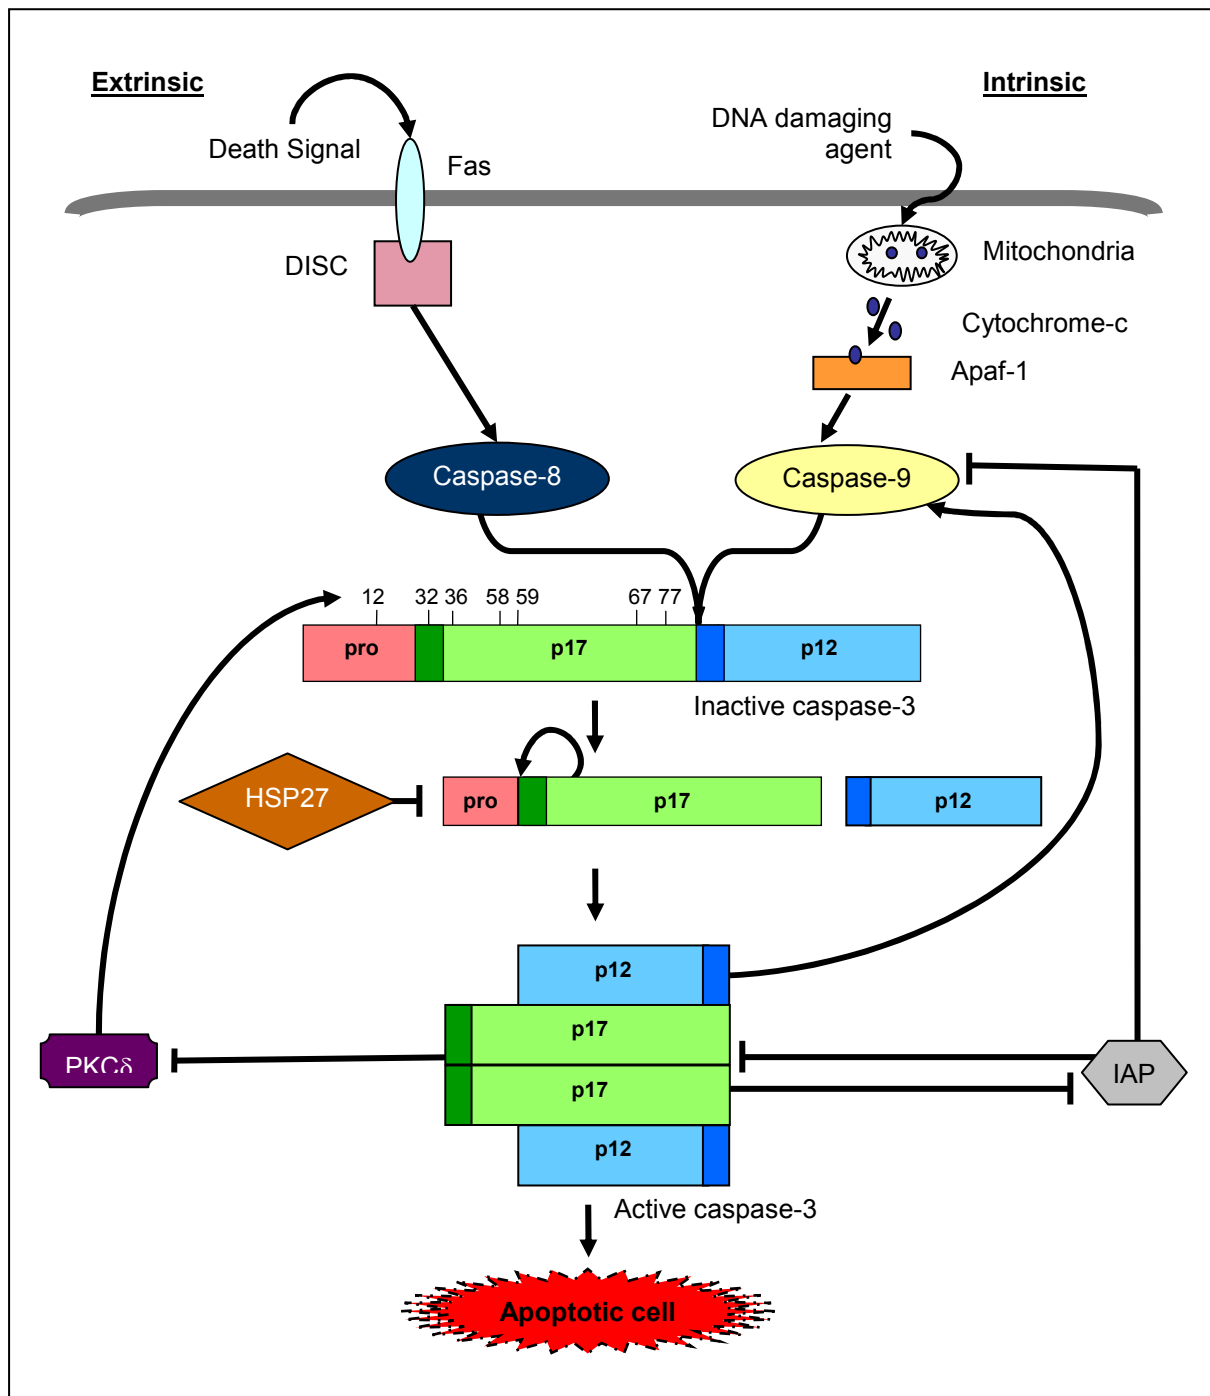 Extrinsic
Intrinsic
Death Signal
DNA damaging
agent
Fas
DISC
Mitochondria
Cytochrome-c
Apaf-1
Caspase-8
Caspase-9
12 32 36 58 59 67 77
pro p17 p12
Inactive caspase-3
HSP27
pro p17 p12
p12
p17
PKCδ
IAP
p17
p12
Active caspase-3
Apoptotic cell